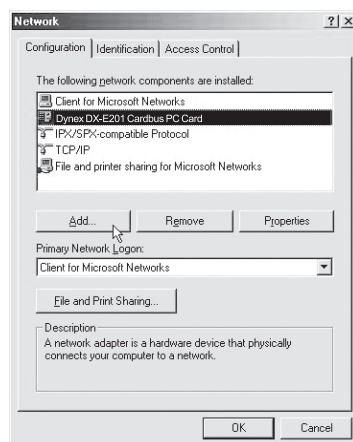 Network
Configuration Identification Access Control
The following network components are installed:
Client for Microsoft Networks
Dynex DX-E201 Cardbus PC Card
IPX/SPX-compatible Protocol
TCP/IP
File and printer sharing for Microsoft Networks
Add... Remove Properties
Primary Network Logon:
Client for Microsoft Networks
File and Print Sharing...
Description
A network adapter is a hardware device that physically
connects your computer to a network.
OK Cancel